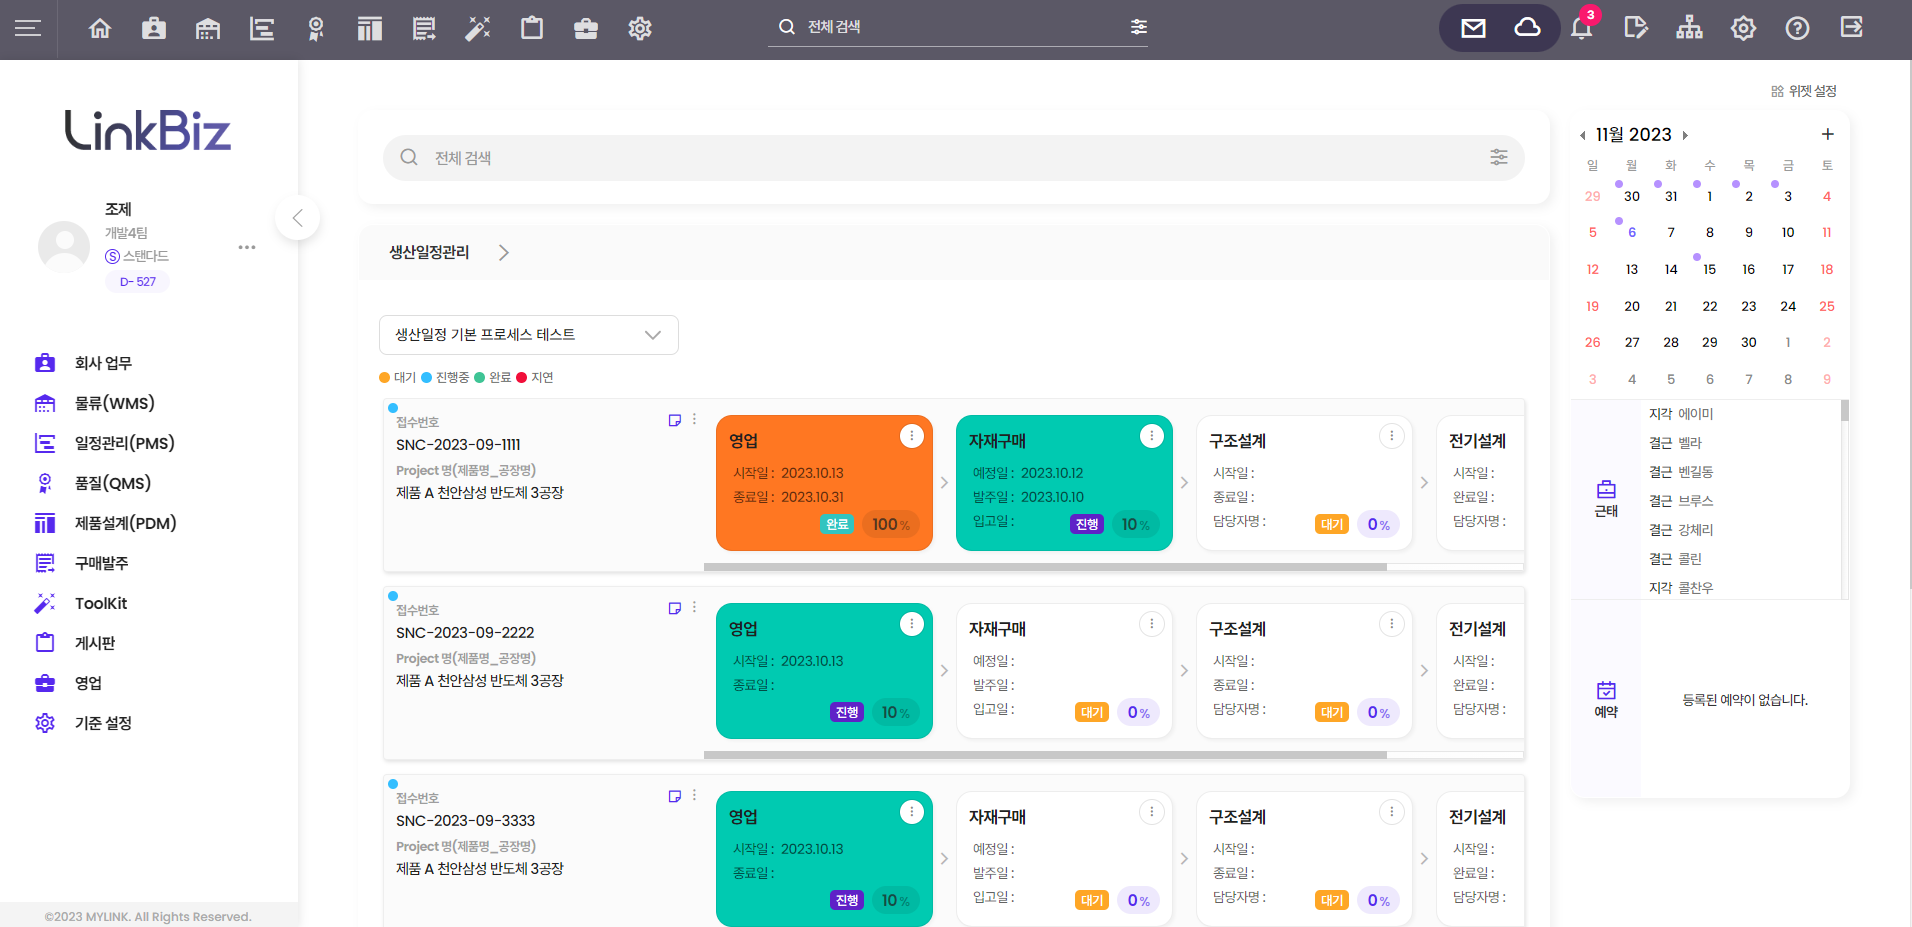 전체 검색
3
LinkBiz
조제
개발4팀
S 스탠다드
D- 527
회사 업무
물류(WMS)
일정관리(PMS)
품질(QMS)
제품설계(PDM)
구매발주
ToolKit
게시판
영업
기준 설정
©2023 MYLINK. All Rights Reserved.
전체 검색
생산일정관리
생산일정 기본 프로세스 테스트
대기 진행중 완료 지연
접수번호
SNC-2023-09-1111
Project 명(제품명_공장명)
제품 A 천안삼성 반도체 3공장
영업
시작일 : 2023.10.13
종료일 : 2023.10.31
완료 100 %
자재구매
예정일 : 2023.10.12
발주일 : 2023.10.10
입고일 :
진행 10 %
구조설계
시작일 :
종료일 :
담당자명 :
대기 0 %
전기설계
시작일 :
완료일 :
담당자명 :
접수번호
SNC-2023-09-2222
Project 명(제품명_공장명)
제품 A 천안삼성 반도체 3공장
영업
시작일 : 2023.10.13
종료일 :
진행 10 %
자재구매
예정일 :
발주일 :
입고일 :
대기 0 %
구조설계
시작일 :
종료일 :
담당자명 :
대기 0 %
전기설계
시작일 :
완료일 :
담당자명 :
접수번호
SNC-2023-09-3333
Project 명(제품명_공장명)
제품 A 천안삼성 반도체 3공장
영업
시작일 : 2023.10.13
종료일 :
진행 10 %
자재구매
예정일 :
발주일 :
입고일 :
대기 0 %
구조설계
시작일 :
종료일 :
담당자명 :
대기 0 %
전기설계
시작일 :
완료일 :
담당자명 :
위젯 설정
11월 2023
일 월 화 수 목 금 토
29 30 31 1 2 3 4
5 6 7 8 9 10 11
12 13 14 15 16 17 18
19 20 21 22 23 24 25
26 27 28 29 30 1 2
3 4 5 6 7 8 9
근태
지각 에이미
결근 벨라
결근 벤길동
결근 브루스
결근 강체리
결근 콜린
지각 콜찬우
예약
등록된 예약이 없습니다.